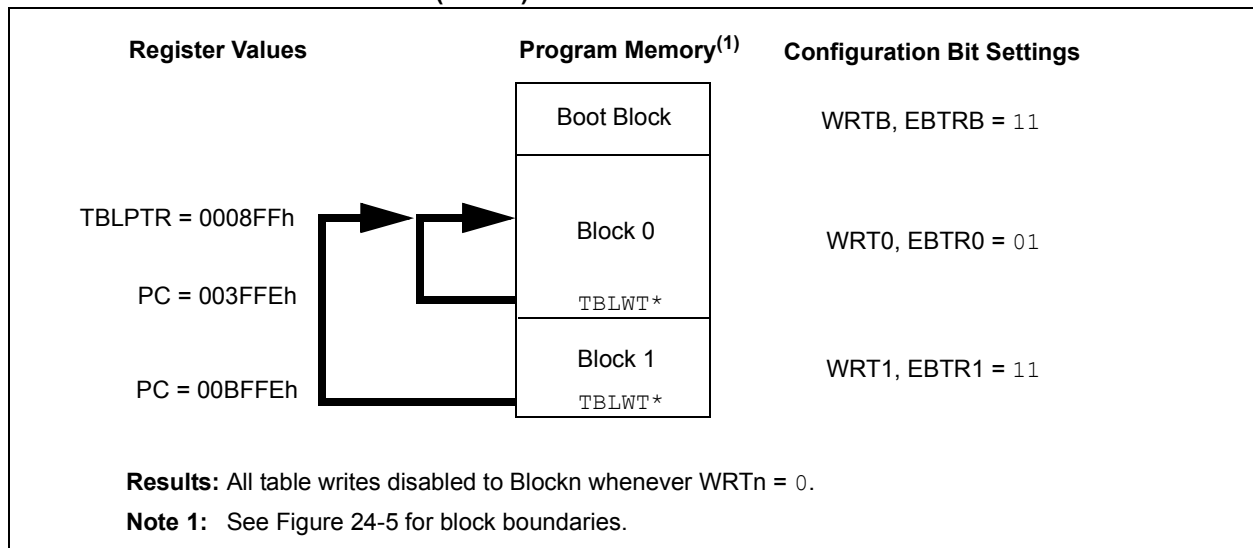 Register Values Program Memory(1) Configuration Bit Settings
Boot Block WRTB, EBTRB = 11
TBLPTR = 0008FFh Block 0 WRT0, EBTR0 = 01
PC = 003FFEh TBLWT*
Block 1 WRT1, EBTR1 = 11
PC = 00BFFEh TBLWT*
Results: All table writes disabled to Blockn whenever WRTn = 0.
Note 1: See Figure 24-5 for block boundaries.